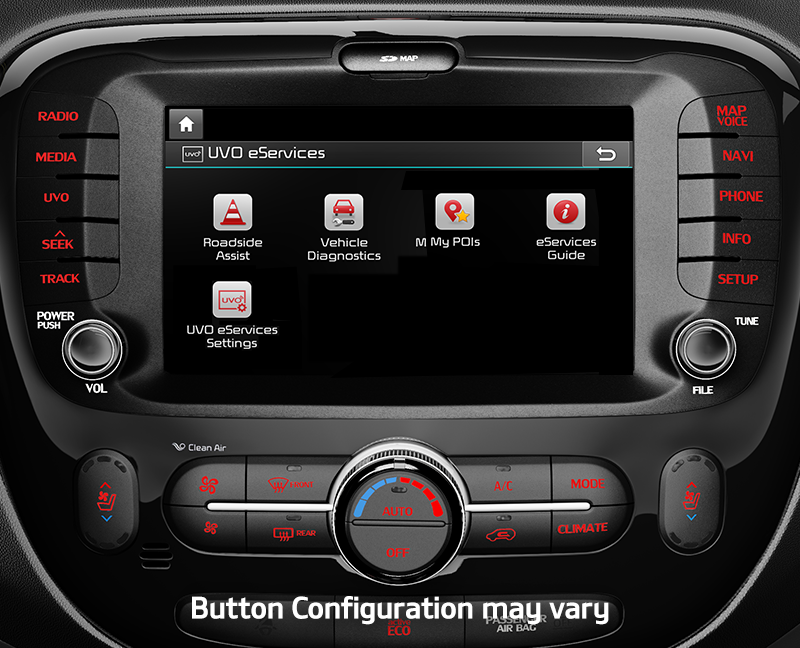 SD MAP
RADIO
MEDIA
UVO
SEEK
TRACK
POWER
PUSH
VOL
UVO UVO eServices
Roadside
Assist
Vehicle
Diagnostics
M My POIs
eServices
Guide
UVO
UVO eServices
Settings
MAP
VOICE
NAVI
PHONE
INFO
SETUP
TUNE
FILE
Clean Air
FRONT
REAR
AUTO
OFF
A/C
MODE
CLIMATE
Button Configuration may vary
ECO
PASSENGER
AIR BAG